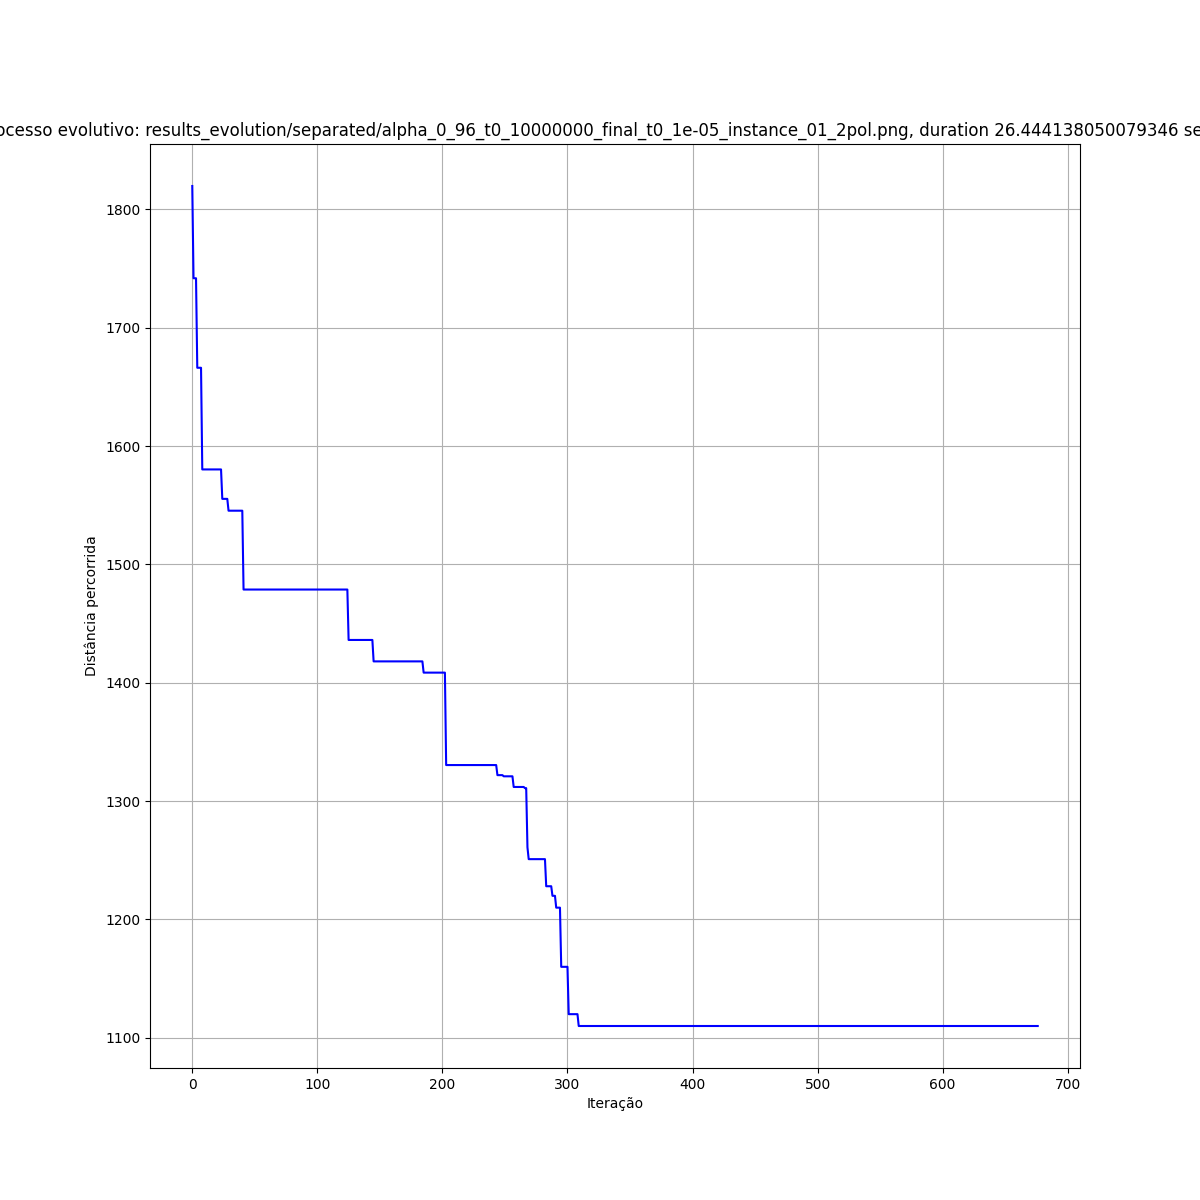 ocesso evolutivo: results_evolution/separated/alpha_0_96_t0_10000000_final_t0_1e-05_instance_01_2pol.png, duration 26.444138050079346 se
1800
1700
1600
1500
1400
1300
1200
1100
Distância percorrida
0 100 200 300 400 500 600 700
Iteração